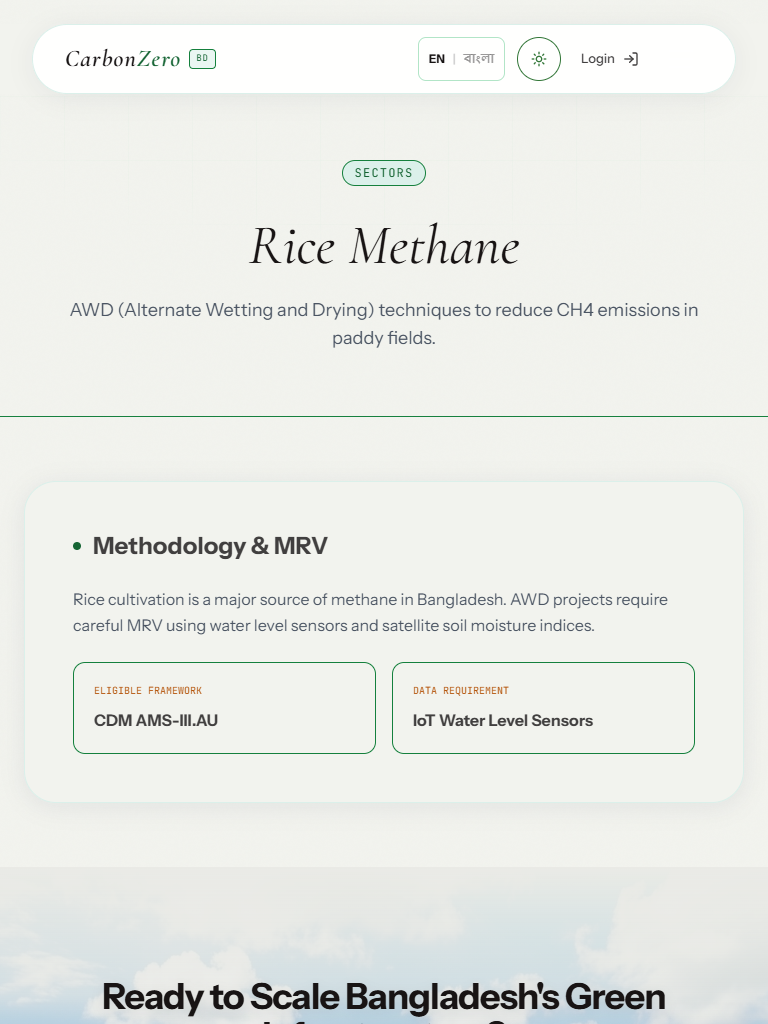 CarbonZero BD
EN | বাংলা
Login
SECTORS
Rice Methane
AWD (Alternate Wetting and Drying) techniques to reduce CH4 emissions in
paddy fields.
Methodology & MRV
Rice cultivation is a major source of methane in Bangladesh. AWD projects require
careful MRV using water level sensors and satellite soil moisture indices.
ELIGIBLE FRAMEWORK
CDM AMS-III.AU
DATA REQUIREMENT
IoT Water Level Sensors
Ready to Scale Bangladesh's Green